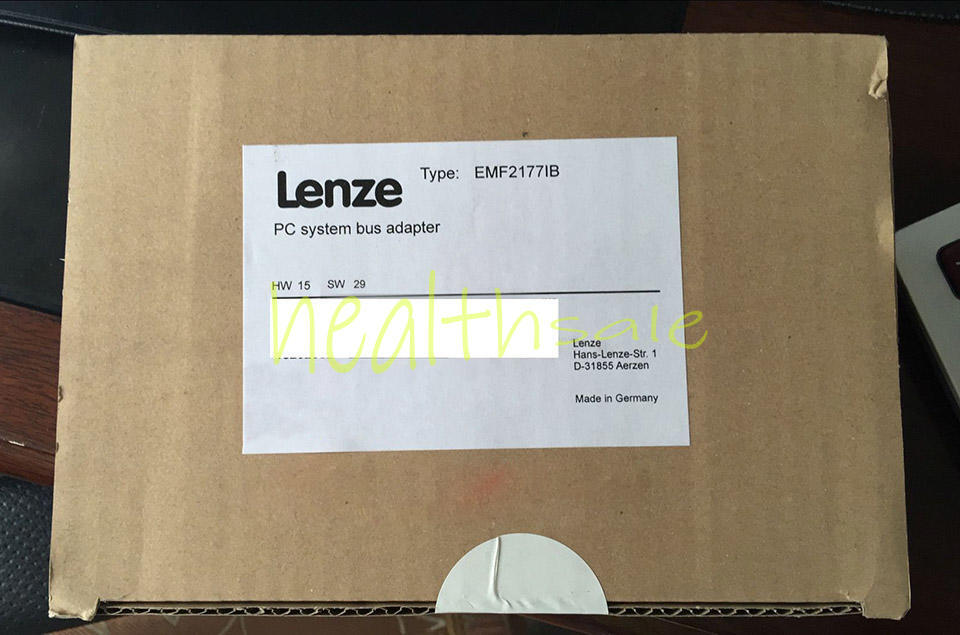 Lenze Type: EMF2177IB
PC system bus adapter
HW 15 SW 29
healthsale
Lenze
Hans-Lenze-Str. 1
D-31855 Aerzen
Made in Germany